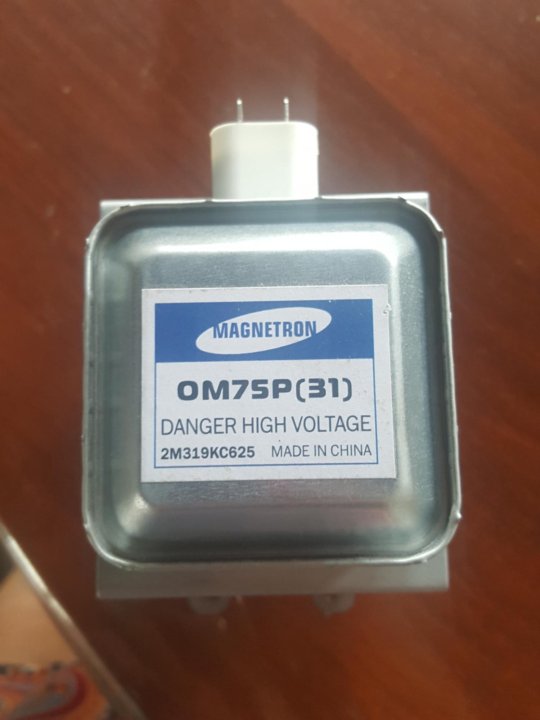 MAGNETRON
OM75P(31)
DANGER HIGH VOLTAGE
2M319KC625 MADE IN CHINA